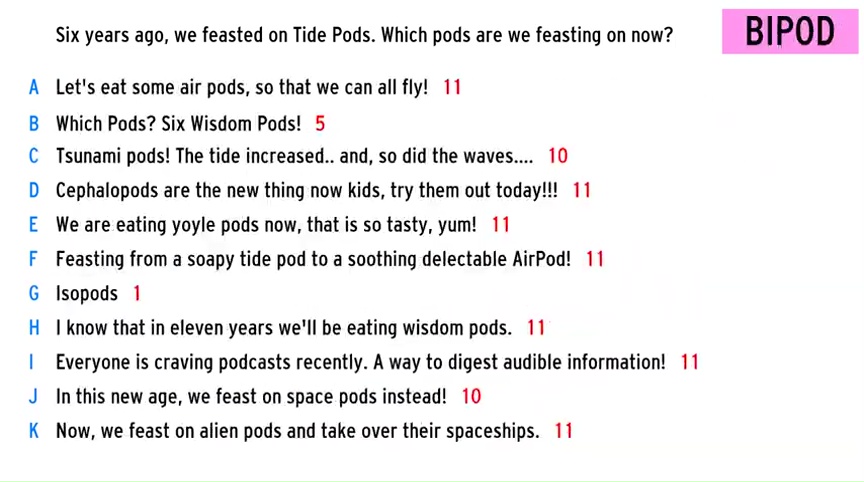 Six years ago, we feasted on Tide Pods. Which pods are we feasting on now?
BIPOD
A Let's eat some air pods, so that we can all fly! 11
B Which Pods? Six Wisdom Pods! 5
C Tsunami pods! The tide increased.. and, so did the waves.... 10
D Cephalopods are the new thing now kids, try them out today!!! 11
E We are eating yoyle pods now, that is so tasty, yum! 11
F Feasting from a soapy tide pod to a soothing delectable AirPod! 11
G Isopods 1
H I know that in eleven years we'll be eating wisdom pods. 11
I Everyone is craving podcasts recently. A way to digest audible information! 11
J In this new age, we feast on space pods instead! 10
K Now, we feast on alien pods and take over their spaceships. 11